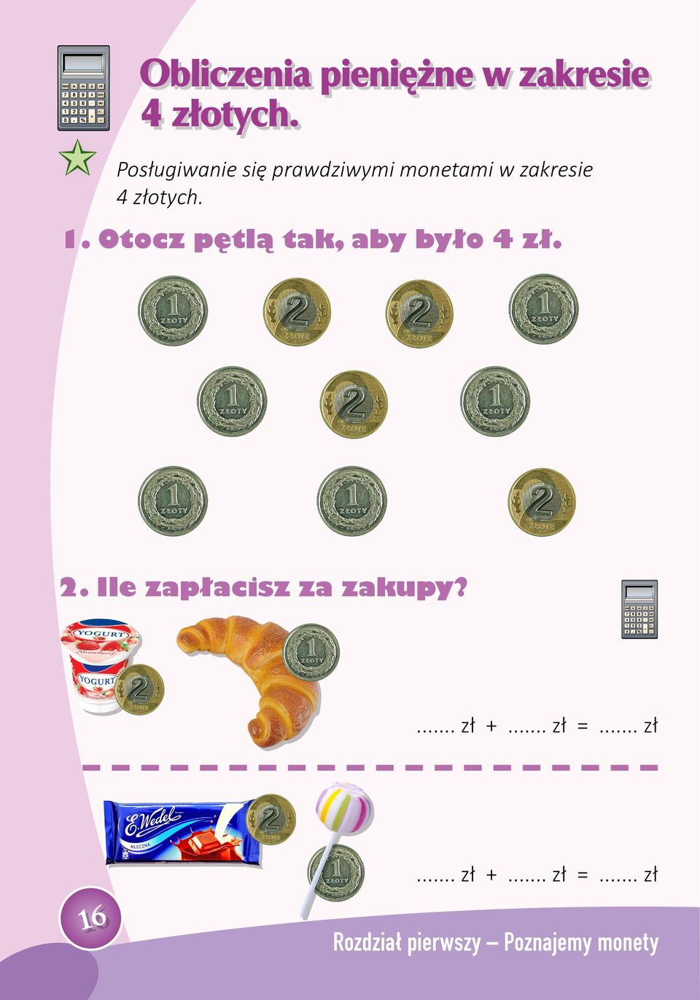 Obliczenia pieniężne w zakresie
4 złotych.
Posługiwanie się prawdziwymi monetami w zakresie
4 złotych.
1. Otocz pętlą tak, aby było 4 zł.
1
ZŁOTY
2
ZŁOTE
2
ZŁOTE
1
ZŁOTY
1
ZŁOTY
2
ZŁOTE
1
ZŁOTY
1
ZŁOTY
1
ZŁOTY
2
ZŁOTE
2. Ile zapłacisz za zakupy?
YOGURT
Strawberry
YOGURT
Strawberry
2
ZŁOTE
1
ZŁOTY
....... zł + ....... zł = ....... zł
E.Wedel
MLECZNA
2
ZŁOTE
1
ZŁOTY
....... zł + ....... zł = ....... zł
16
Rozdział pierwszy – Poznajemy monety